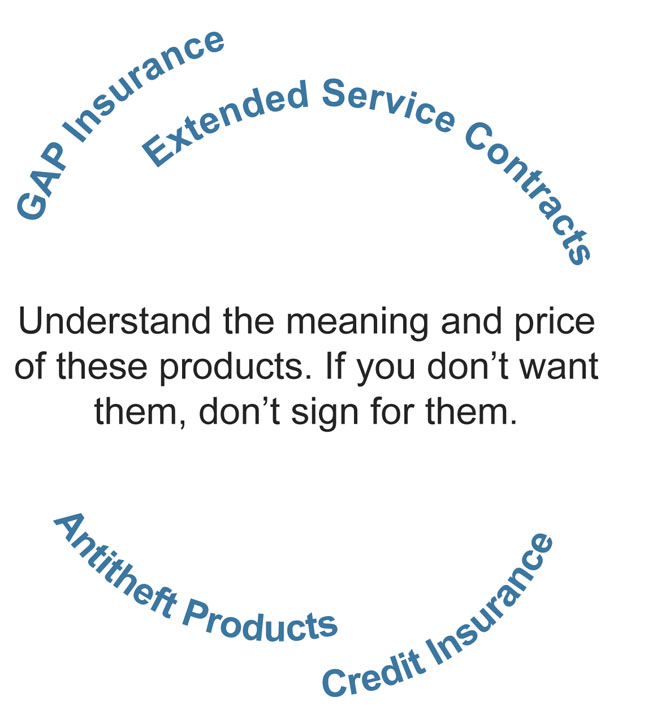 GAP Insurance
Extended Service Contracts
Understand the meaning and price
of these products. If you don’t want
them, don’t sign for them.
Antitheft Products
Credit Insurance